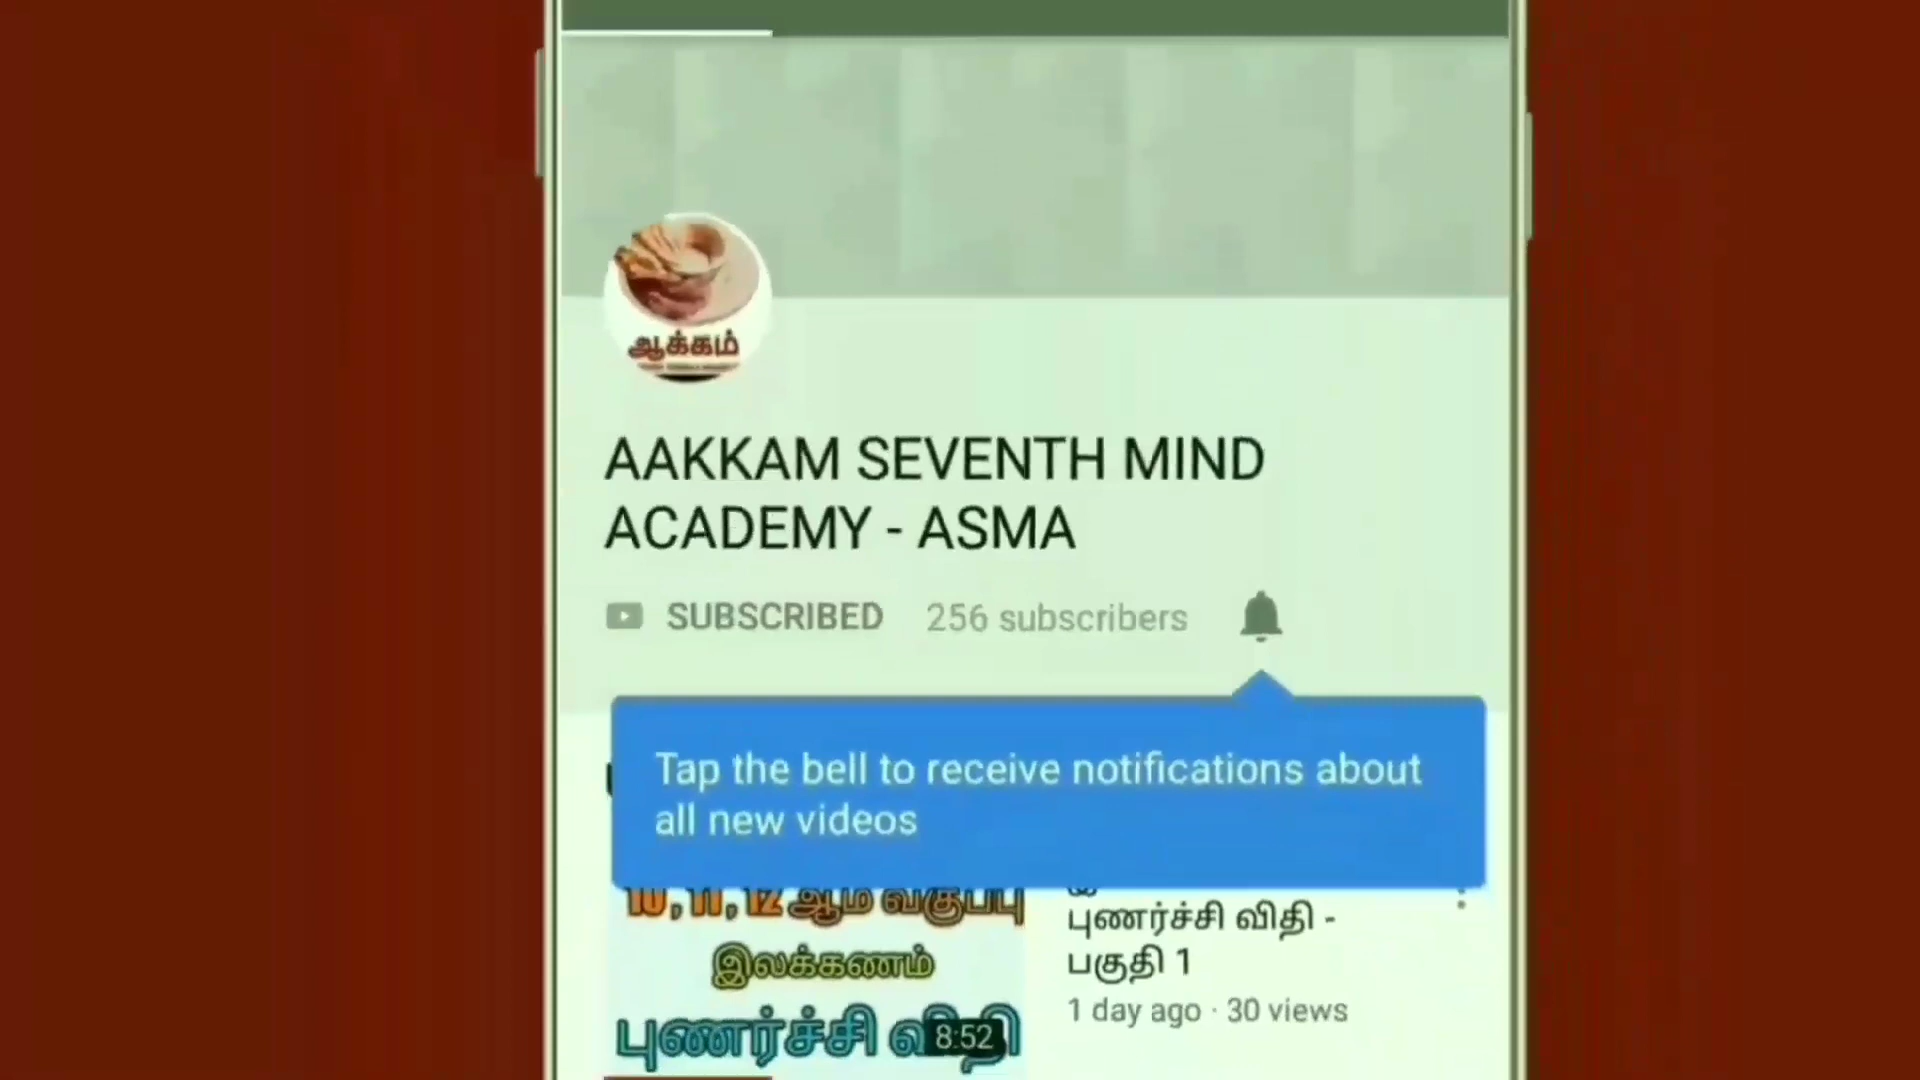 ஆக்கம்
AAKKAM SEVENTH MIND
ACADEMY - ASMA
SUBSCRIBED 256 subscribers
Tap the bell to receive notifications about
all new videos
10,11,12 ஆம் வகுப்பு
இலக்கணம்
புணர்ச்சி விதி
8:52
புணர்ச்சி விதி -
பகுதி 1
1 day ago · 30 views